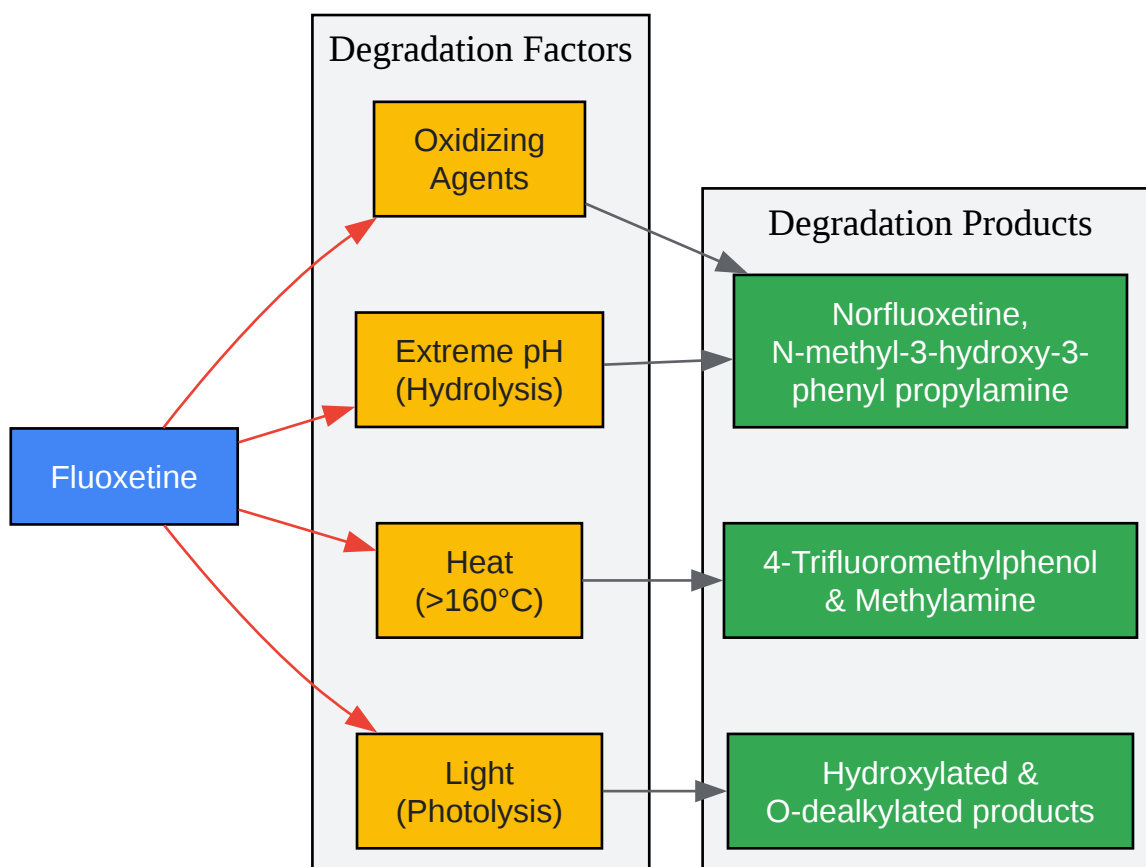 Degradation Factors
Oxidizing
Agents
Degradation Products
Norfluoxetine,
N-methyl-3-hydroxy-3-
phenyl propylamine
Extreme pH
(Hydrolysis)
Fluoxetine
Heat
(>160°C)
4-Trifluoromethylphenol
& Methylamine
Light
(Photolysis)
Hydroxylated &
O-dealkylated products